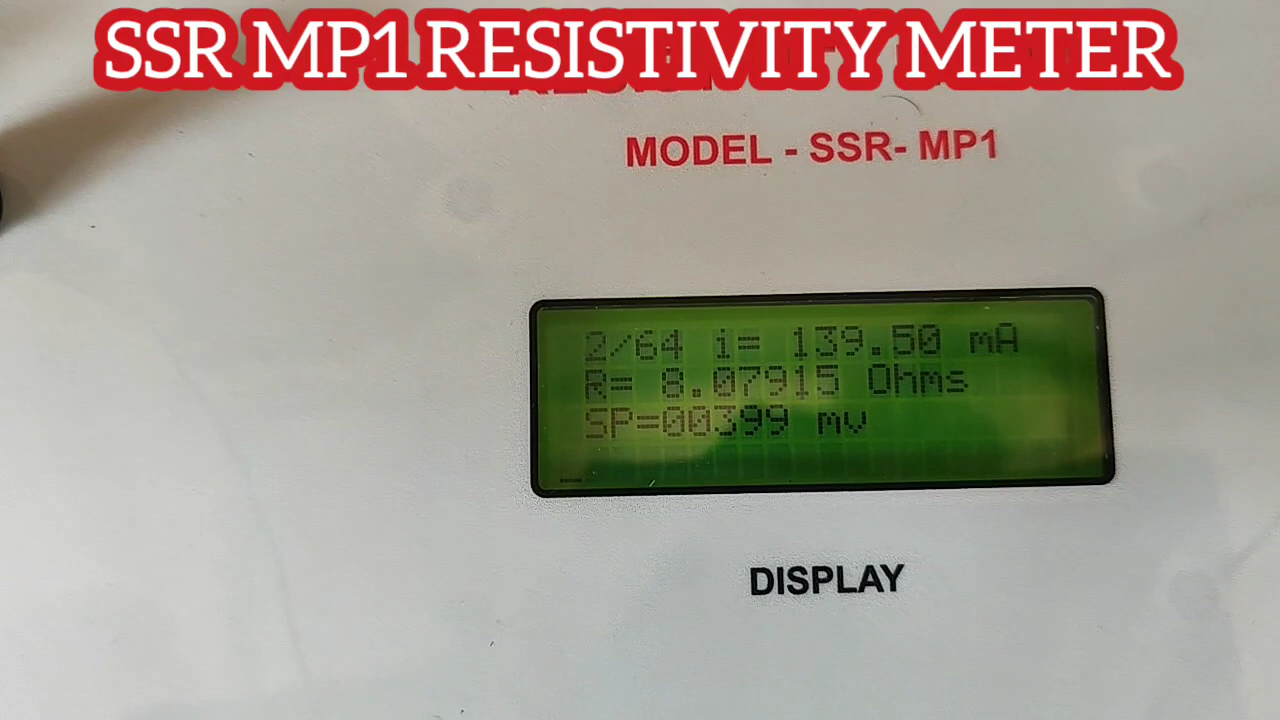 SSR MP1 RESISTIVITY METER
MODEL - SSR- MP1
2/64 i= 139.50 mA
R= 8.07915 Ohms
SP=00399 mv
DISPLAY